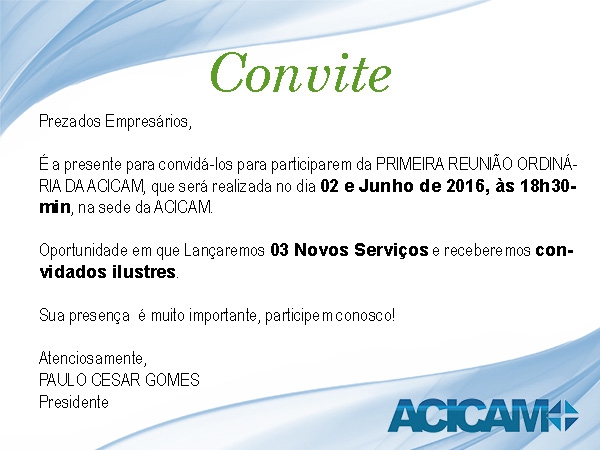 Convite
Prezados Empresários,
É a presente para convidá-los para participarem da PRIMEIRA REUNIÃO ORDINÁ-
RIA DA ACICAM, que será realizada no dia 02 e Junho de 2016, às 18h30-
min, na sede da ACICAM.
Oportunidade em que Lançaremos 03 Novos Serviços e receberemos con-
vidados ilustres.
Sua presença é muito importante, participem conosco!
Atenciosamente,
PAULO CESAR GOMES
Presidente
ACICAM